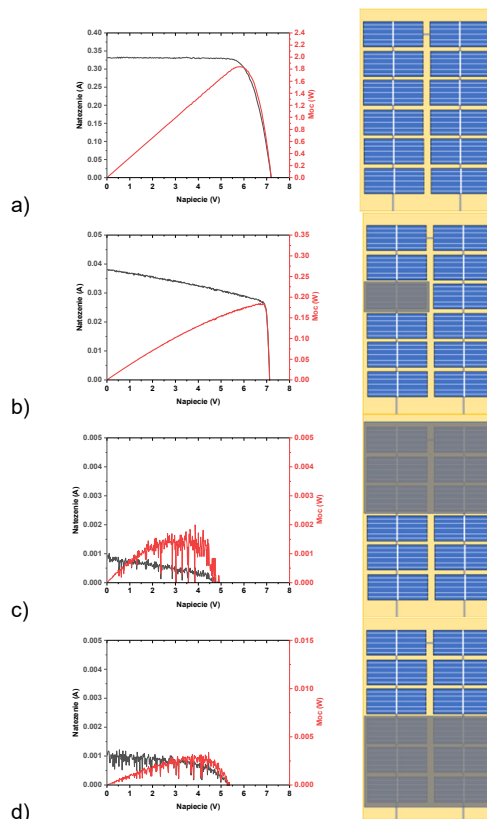 Natezenie (A)
0.40
0.35
0.30
0.25
0.20
0.15
0.10
0.05
0.00
0 1 2 3 4 5 6 7 8
Napiecie (V)
2.4
2.2
2.0
1.8
1.6
1.4
1.2
1.0
0.8
0.6
0.4
0.2
0.0
Moc (W)
a)
Natezenie (A)
0.05
0.04
0.03
0.02
0.01
0.00
0 1 2 3 4 5 6 7 8
Napiecie (V)
0.35
0.30
0.25
0.20
0.15
0.10
0.05
0.00
Moc (W)
b)
Natezenie (A)
0.005
0.004
0.003
0.002
0.001
0.000
0 1 2 3 4 5 6 7 8
Napiecie (V)
0.005
0.004
0.003
0.002
0.001
0.000
Moc (W)
c)
Natezenie (A)
0.005
0.004
0.003
0.002
0.001
0.000
0 1 2 3 4 5 6 7 8
Napiecie (V)
0.015
0.010
0.005
0.000
Moc (W)
d)